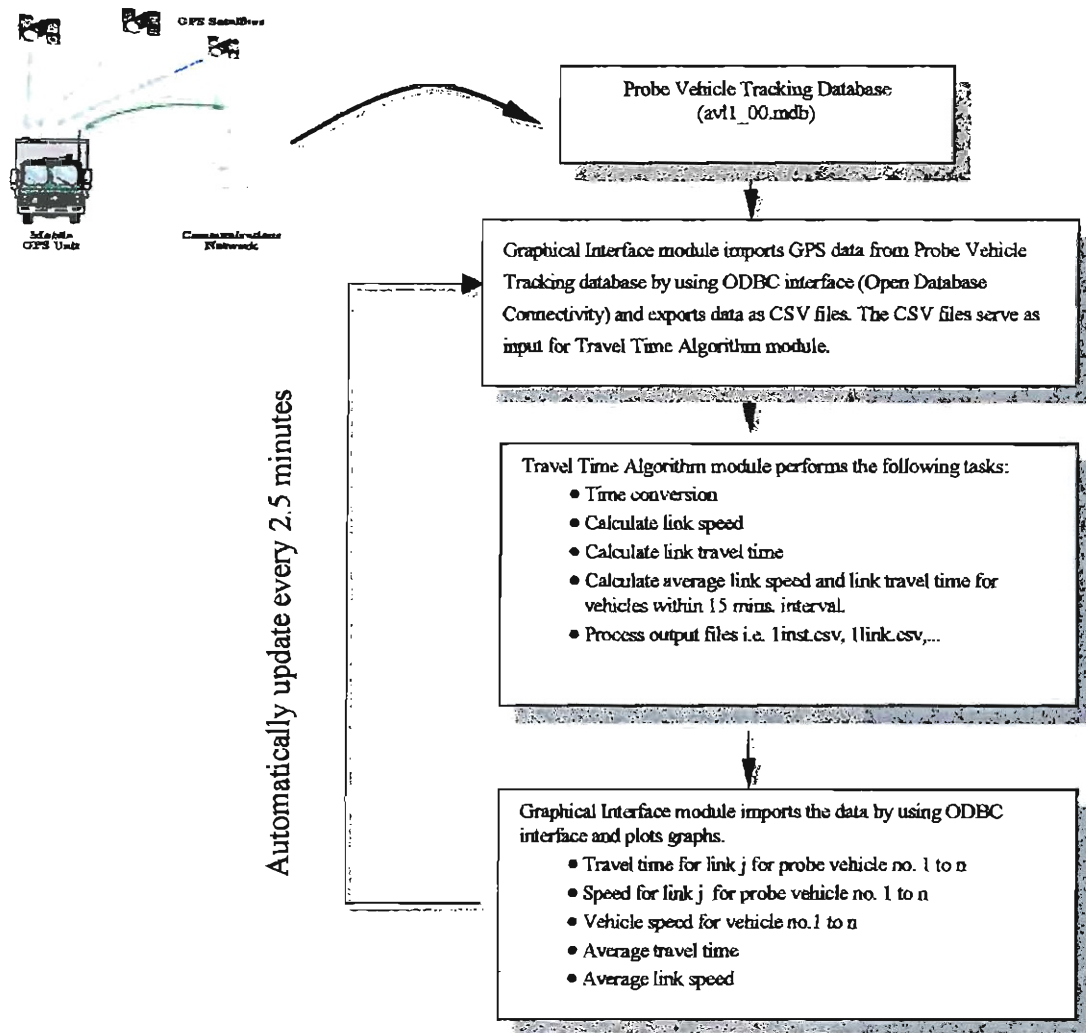 GPS Satellites
Mobile
GPS Unit
Communications
Network
Probe Vehicle Tracking Database
(avl1_00.mdb)
Graphical Interface module imports GPS data from Probe Vehicle
Tracking database by using ODBC interface (Open Database
Connectivity) and exports data as CSV files. The CSV files serve as
input for Travel Time Algorithm module.
Automatically update every 2.5 minutes
Travel Time Algorithm module performs the following tasks:
• Time conversion
• Calculate link speed
• Calculate link travel time
• Calculate average link speed and link travel time for
vehicles within 15 mins. interval.
• Process output files i.e. 1inst.csv, 1link.csv,...
Graphical Interface module imports the data by using ODBC
interface and plots graphs.
• Travel time for link j for probe vehicle no. 1 to n
• Speed for link j for probe vehicle no. 1 to n
• Vehicle speed for vehicle no.1 to n
• Average travel time
• Average link speed